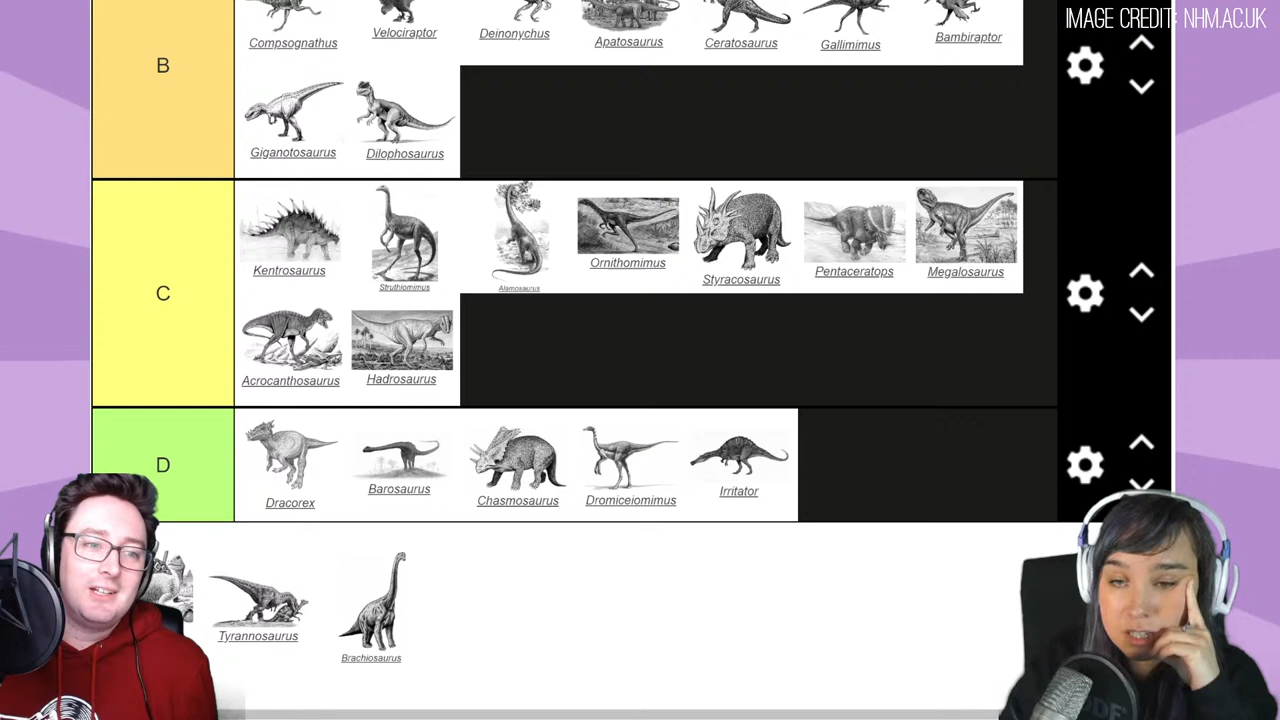 IMAGE CREDIT: NHM.AC.UK
B
Compsognathus
Velociraptor
Deinonychus
Apatosaurus
Ceratosaurus
Gallimimus
Bambiraptor
Giganotosaurus
Dilophosaurus
C
Kentrosaurus
Struthiomimus
Alamosaurus
Ornithomimus
Styracosaurus
Pentaceratops
Megalosaurus
Acrocanthosaurus
Hadrosaurus
D
Dracorex
Barosaurus
Chasmosaurus
Dromiceiomimus
Irritator
Tyrannosaurus
Brachiosaurus